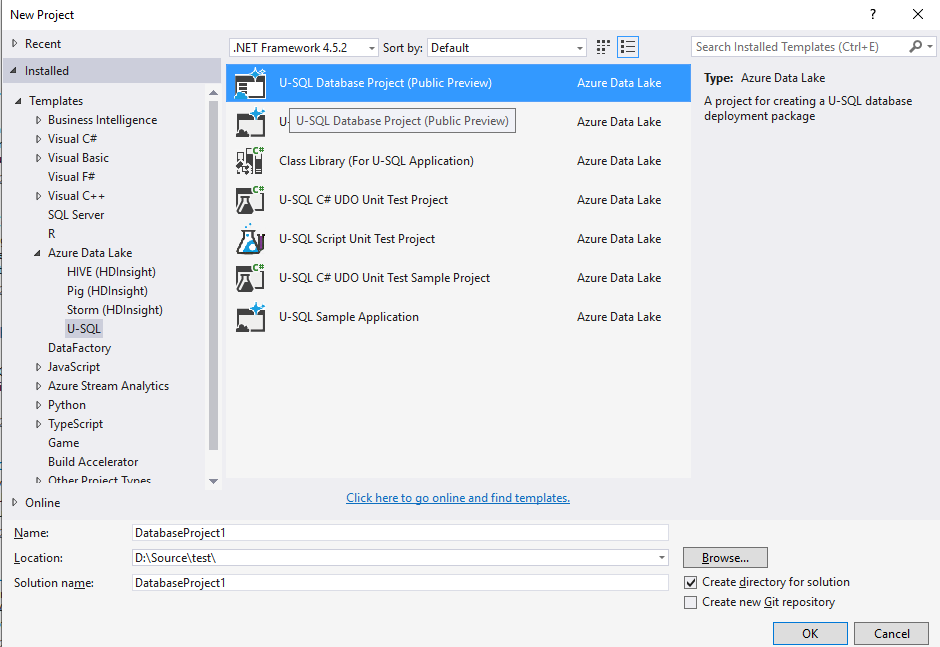 New Project
?
Recent
Installed
Templates
Business Intelligence
Visual C#
Visual Basic
Visual F#
Visual C++
SQL Server
R
Azure Data Lake
HIVE (HDInsight)
Pig (HDInsight)
Storm (HDInsight)
U-SQL
DataFactory
JavaScript
Azure Stream Analytics
Python
TypeScript
Game
Build Accelerator
Other Project Types
Online
.NET Framework 4.5.2
Sort by: Default
U-SQL Database Project (Public Preview) Azure Data Lake
U- Azure Data Lake
U-SQL Database Project (Public Preview)
C# Class Library (For U-SQL Application) Azure Data Lake
C# U-SQL C# UDO Unit Test Project Azure Data Lake
U-SQL Script Unit Test Project Azure Data Lake
C# U-SQL C# UDO Unit Test Sample Project Azure Data Lake
U-SQL Sample Application Azure Data Lake
Click here to go online and find templates.
Search Installed Templates (Ctrl+E)
Type: Azure Data Lake
A project for creating a U-SQL database
deployment package
Name: DatabaseProject1
Location: D:\Source\test\
Browse...
Solution name: DatabaseProject1
Create directory for solution
Create new Git repository
OK
Cancel